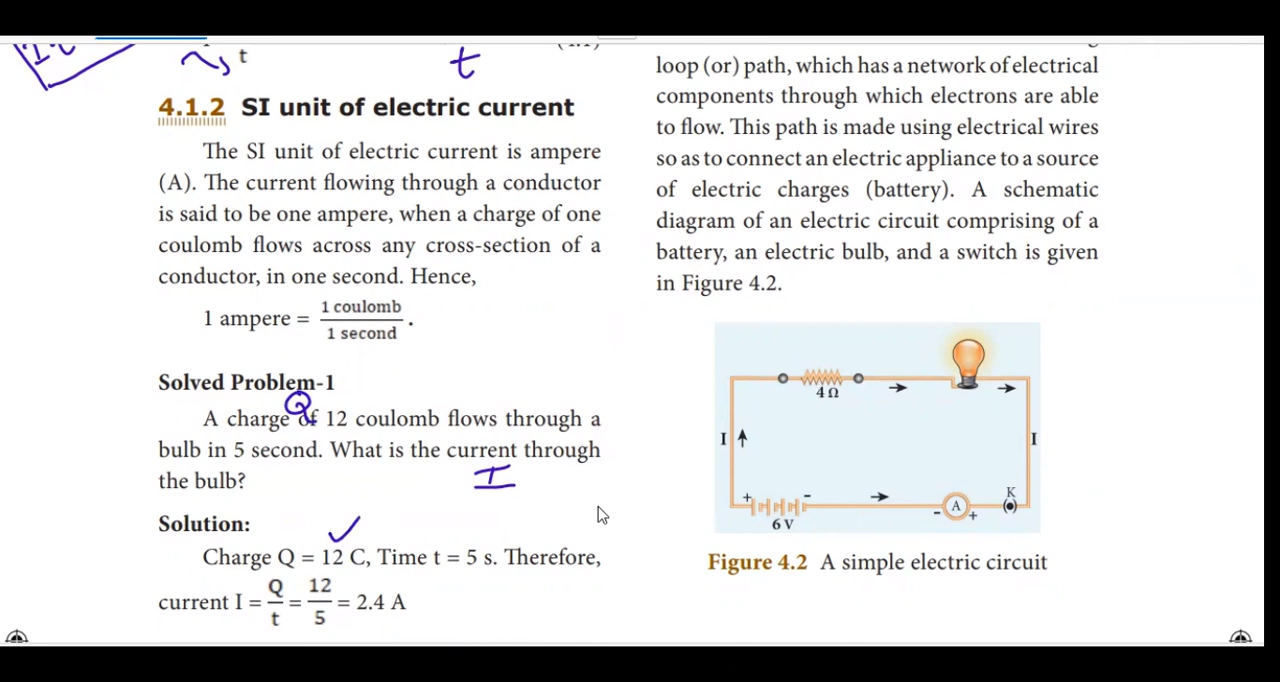 t
t
4.1.2 SI unit of electric current
The SI unit of electric current is ampere
(A). The current flowing through a conductor
is said to be one ampere, when a charge of one
coulomb flows across any cross-section of a
conductor, in one second. Hence,
1 ampere = 1 coulomb / 1 second .
Solved Problem-1
Q
A charge of 12 coulomb flows through a
bulb in 5 second. What is the current through
the bulb?
I
Solution:
Charge Q = 12 C, Time t = 5 s. Therefore,
current I = Q/t = 12/5 = 2.4 A
loop (or) path, which has a network of electrical
components through which electrons are able
to flow. This path is made using electrical wires
so as to connect an electric appliance to a source
of electric charges (battery). A schematic
diagram of an electric circuit comprising of a
battery, an electric bulb, and a switch is given
in Figure 4.2.
4 Ω
I
I
K
+ -
- A +
6 V
Figure 4.2 A simple electric circuit